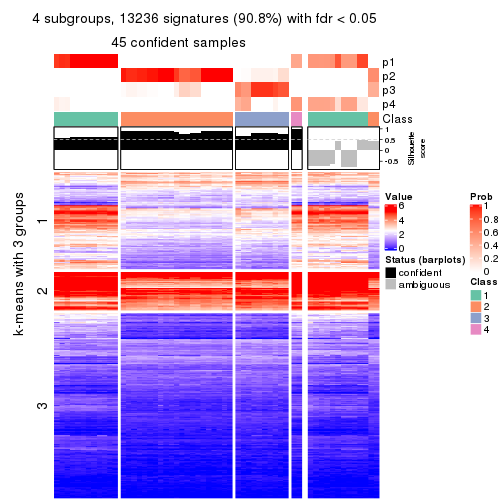 4 subgroups, 13236 signatures (90.8%) with fdr < 0.05
45 confident samples
p1
p2
p3
p4
Class
1
0.5
0
-0.5
Silhouette
score
k-means with 3 groups
1
2
3
Value
6
4
2
0
Status (barplots)
confident
ambiguous
Prob
1
0.8
0.6
0.4
0.2
0
Class
1
2
3
4